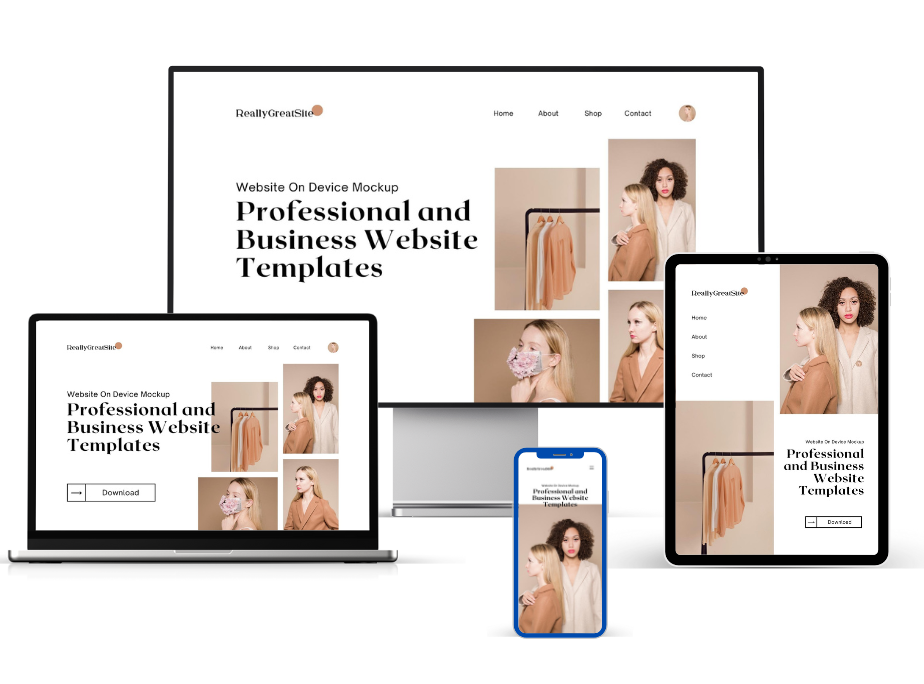 ReallyGreatSite
Home About Shop Contact
Website On Device Mockup
Professional and
Business Website
Templates
ReallyGreatSite
Home About Shop Contact
Website On Device Mockup
Professional and
Business Website
Templates
Download
ReallyGreatSite
Website On Device Mockup
Professional and
Business Website
Templates
ReallyGreatSite
Home
About
Shop
Contact
Website On Device Mockup
Professional
and Business
Website
Templates
Download